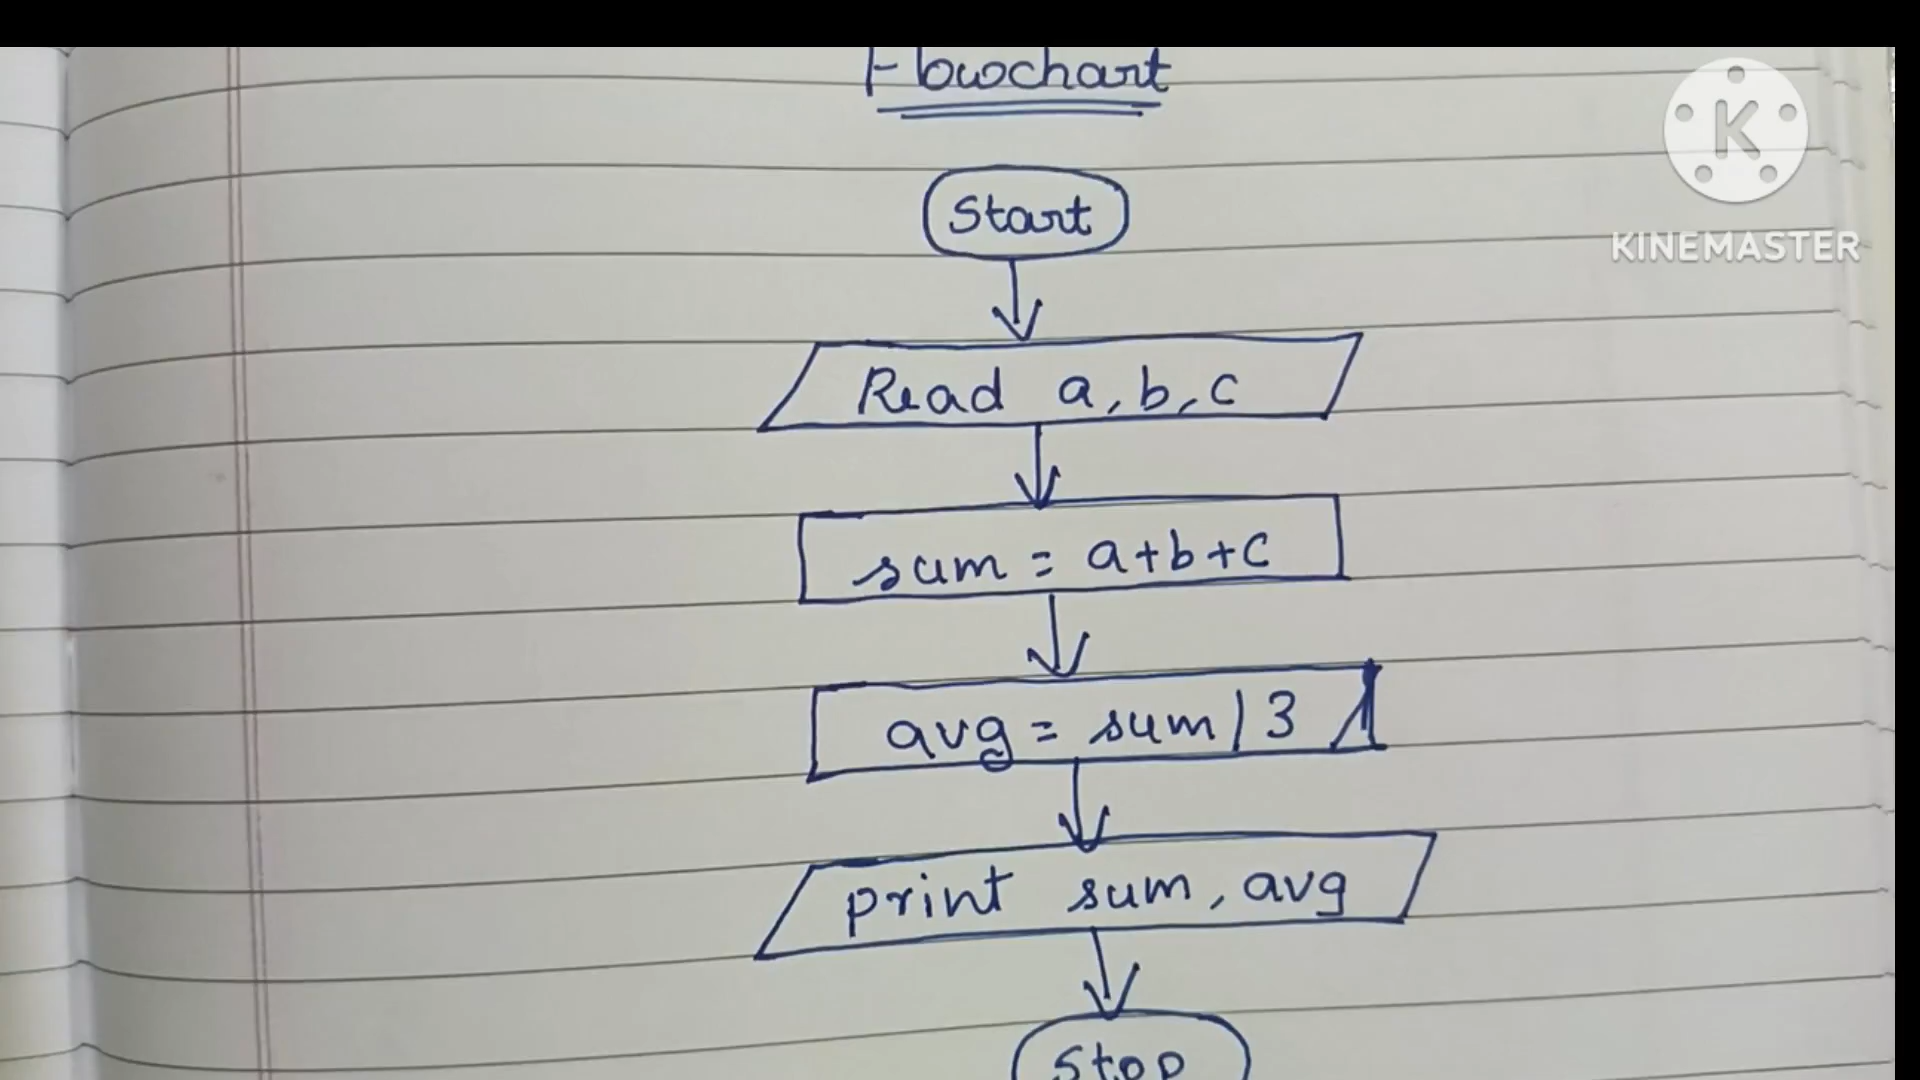 Flowchart
K
Start
KINEMASTER
Read a, b, c
sum = a+b+c
avg = sum / 3
print sum, avg
Stop